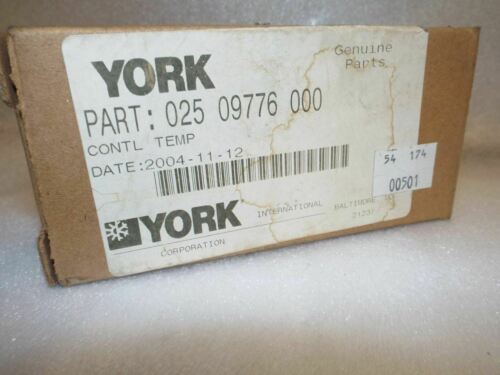 YORK
Genuine
Parts
PART: 025 09776 000
CONTL TEMP
DATE:2004-11-12
54 174
00501
YORK
INTERNATIONAL
BALTIMORE
21237
CORPORATION